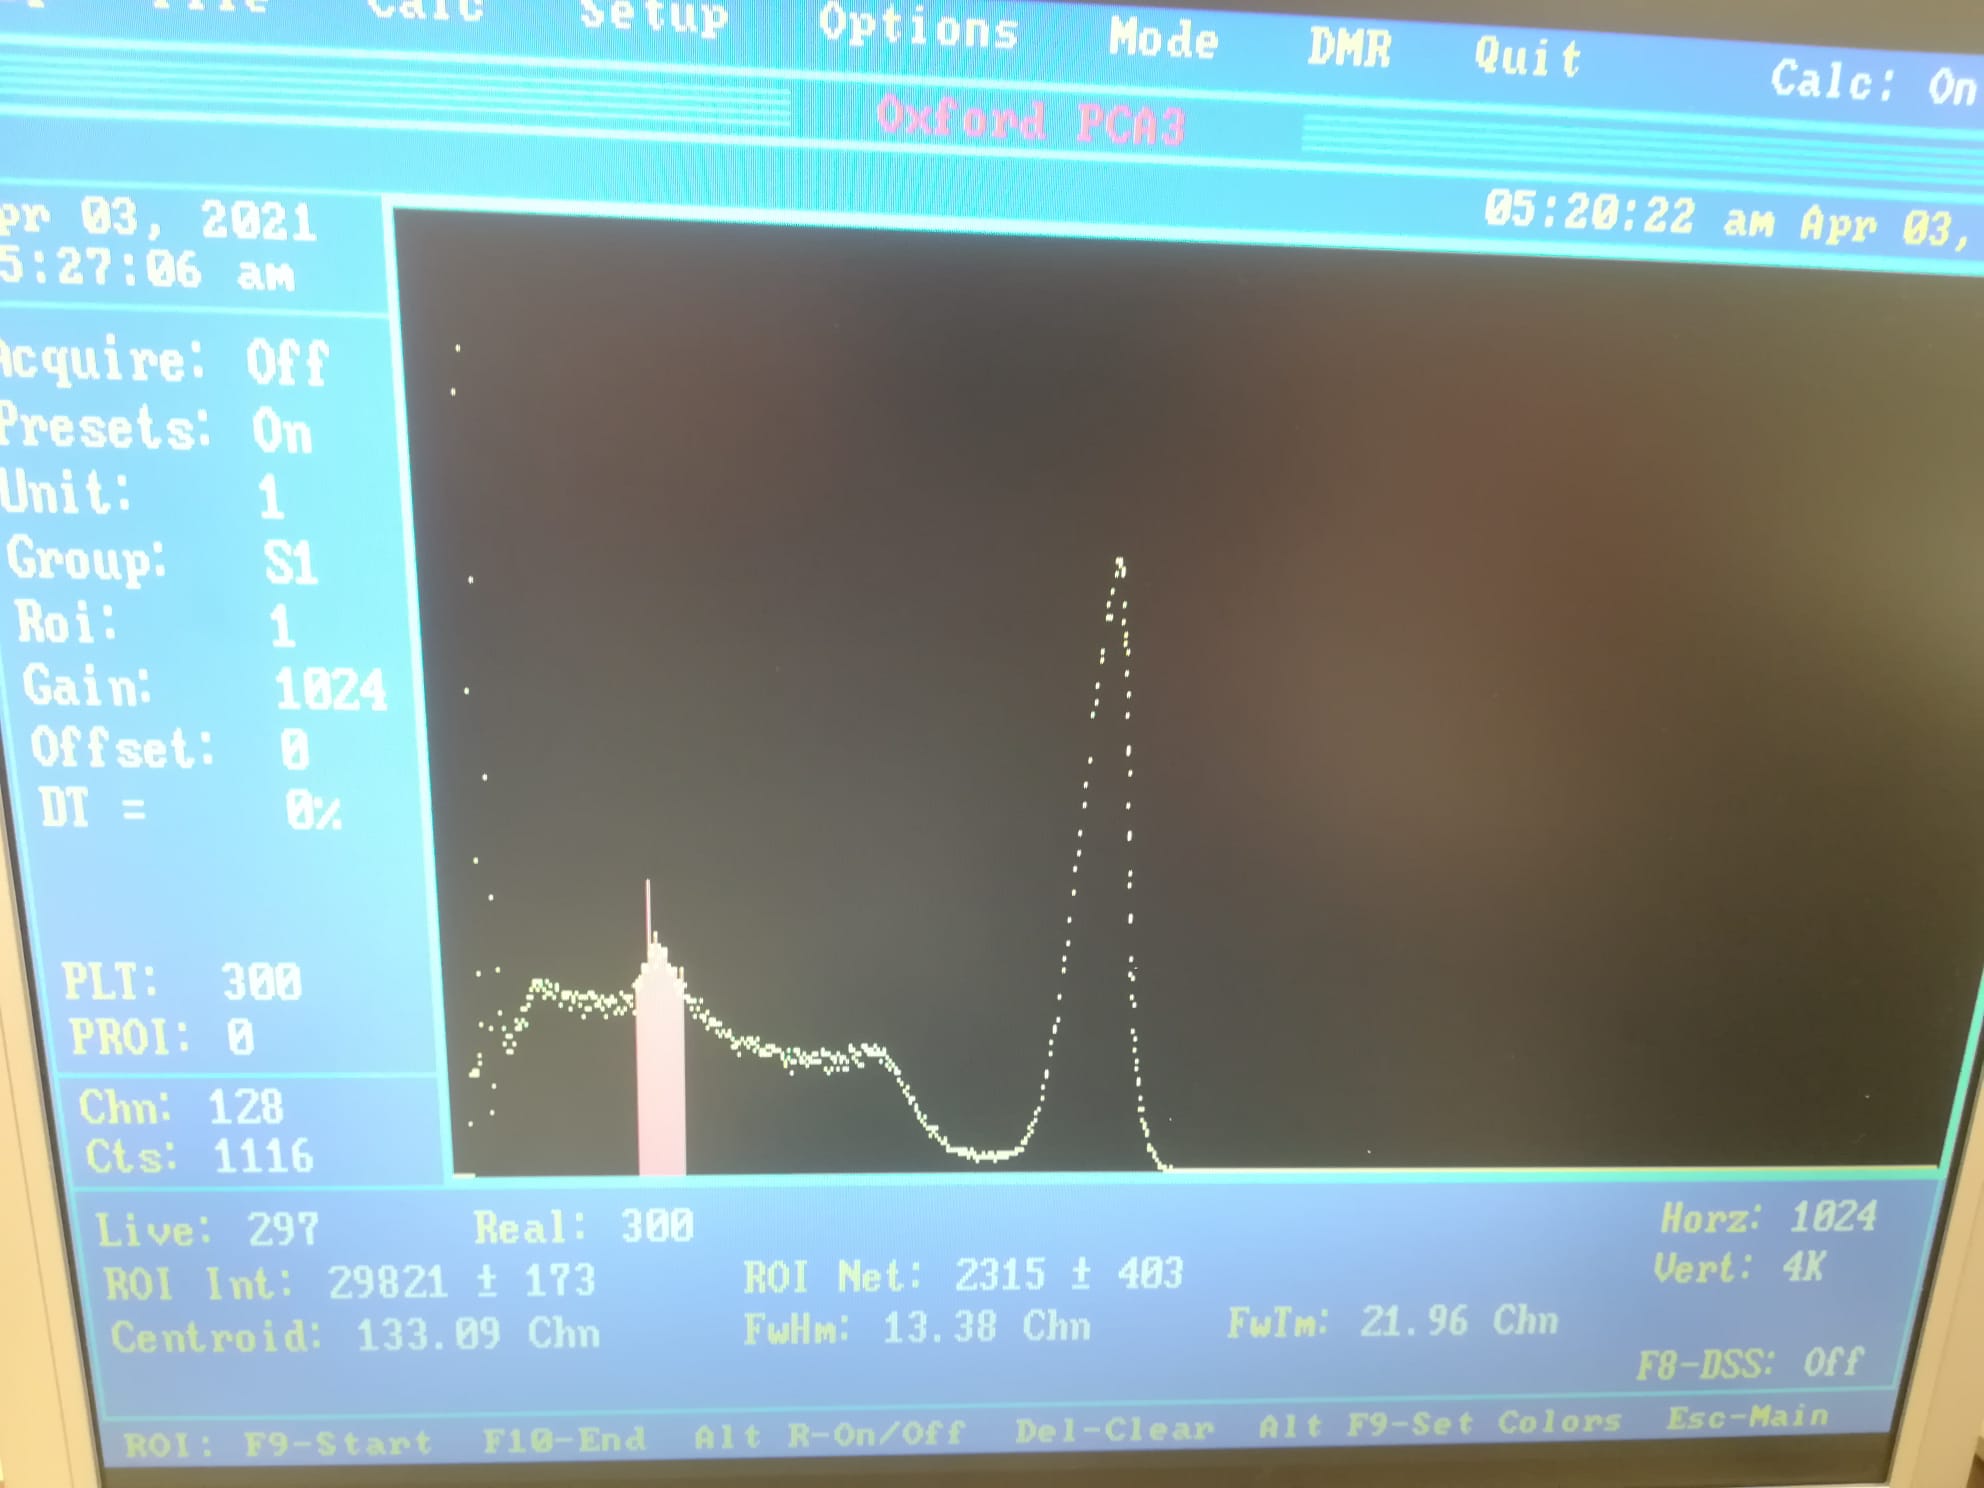 File Calc Setup Options Mode DMR Quit Calc: On
Oxford PCA3
05:20:22 am Apr 03,
pr 03, 2021
5:27:06 am
Acquire: Off
Presets: On
Unit: 1
Group: S1
Roi: 1
Gain: 1024
Offset: 0
DT = 0%
PLT: 300
PROI: 0
Chn: 128
Cts: 1116
Live: 297 Real: 300 Horz: 1024
ROI Int: 29821 ± 173 ROI Net: 2315 ± 403 Vert: 4K
Centroid: 133.09 Chn FwHm: 13.38 Chn FwTm: 21.96 Chn
F8-DSS: Off
ROI: F9-Start F10-End Alt R-On/Off Del-Clear Alt F9-Set Colors Esc-Main